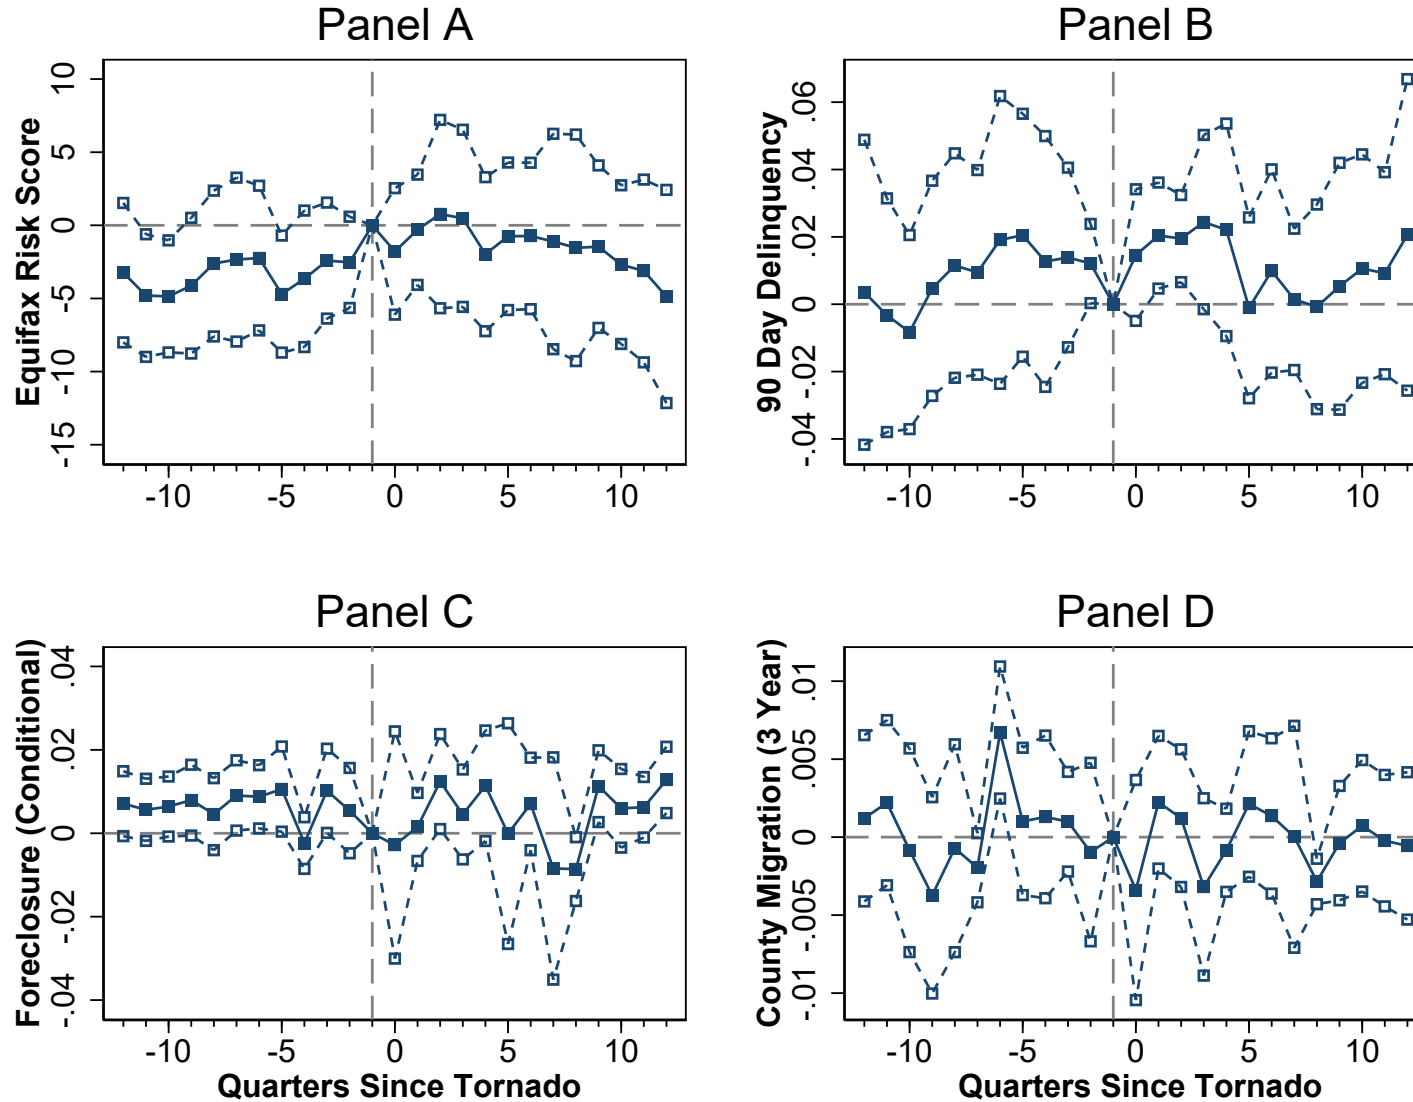 Panel A
Equifax Risk Score
10
5
0
-5
-10
-15
-10 -5 0 5 10
Panel B
90 Day Delinquency
.06
.04
.02
0
-.02
-.04
-10 -5 0 5 10
Panel C
Foreclosure (Conditional)
.04
.02
0
-.02
-.04
-10 -5 0 5 10
Quarters Since Tornado
Panel D
County Migration (3 Year)
.01
.005
0
-.005
-.01
-10 -5 0 5 10
Quarters Since Tornado